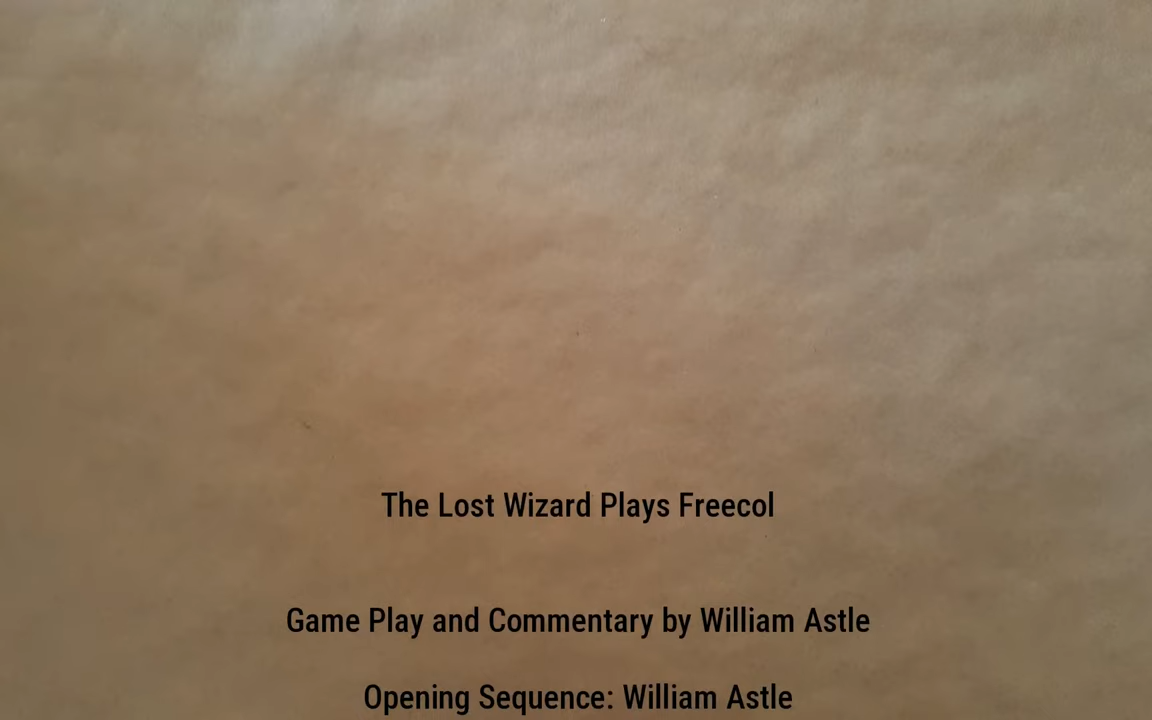 The Lost Wizard Plays Freecol
Game Play and Commentary by William Astle
Opening Sequence: William Astle